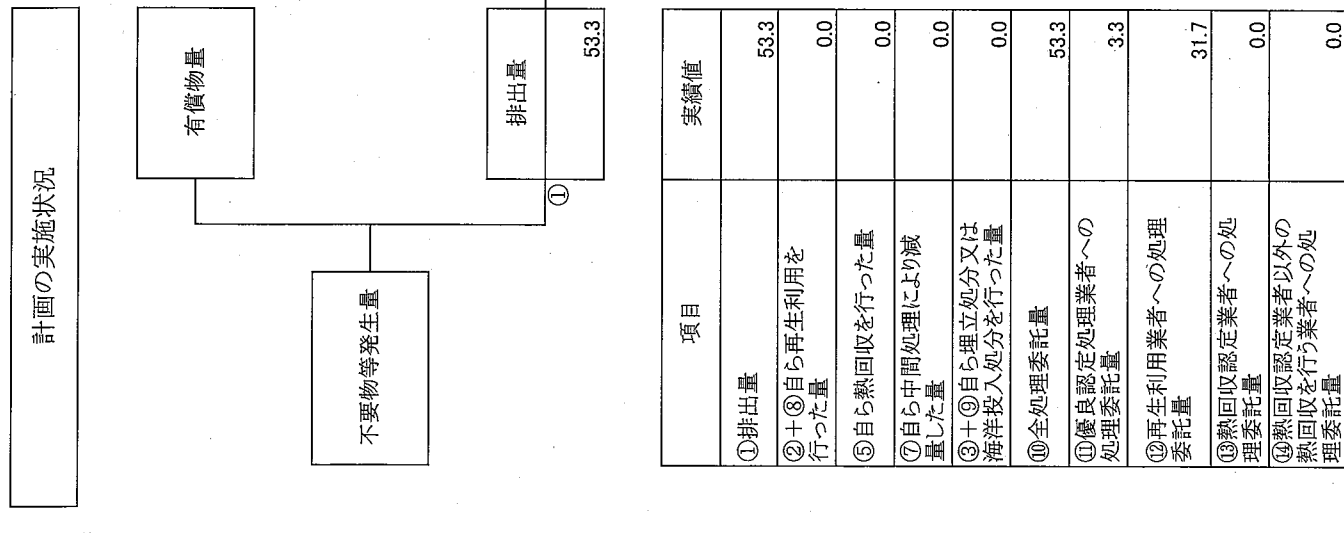 計画の実施状況
不要物等発生量
有償物量
①
排出量
53.3
項目
実績値
①排出量
53.3
②＋⑧自ら再生利用を
行った量
0.0
⑤自ら熱回収を行った量
0.0
⑦自ら中間処理により減
量した量
0.0
③＋⑨自ら埋立処分又は
海洋投入処分を行った量
0.0
⑩全処理委託量
53.3
⑪優良認定処理業者への
処理委託量
3.3
⑫再生利用業者への処理
委託量
31.7
⑬熱回収認定業者への処
理委託量
0.0
⑭熱回収認定業者以外の
熱回収を行う業者への処
理委託量
0.0